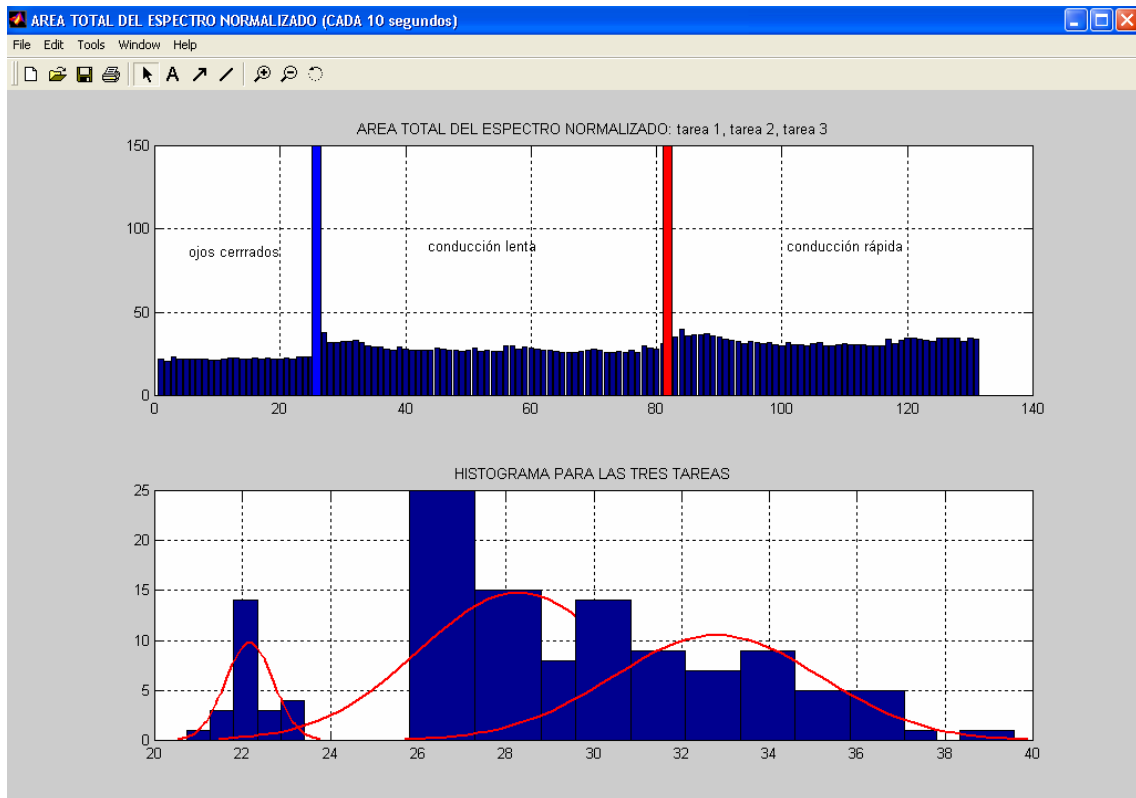 AREA TOTAL DEL ESPECTRO NORMALIZADO (CADA 10 segundos)
File Edit Tools Window Help
A
AREA TOTAL DEL ESPECTRO NORMALIZADO: tarea 1, tarea 2, tarea 3
150
100
50
0
ojos cerrrados
conducción lenta
conducción rápida
0 20 40 60 80 100 120 140
HISTOGRAMA PARA LAS TRES TAREAS
25
20
15
10
5
0
20 22 24 26 28 30 32 34 36 38 40